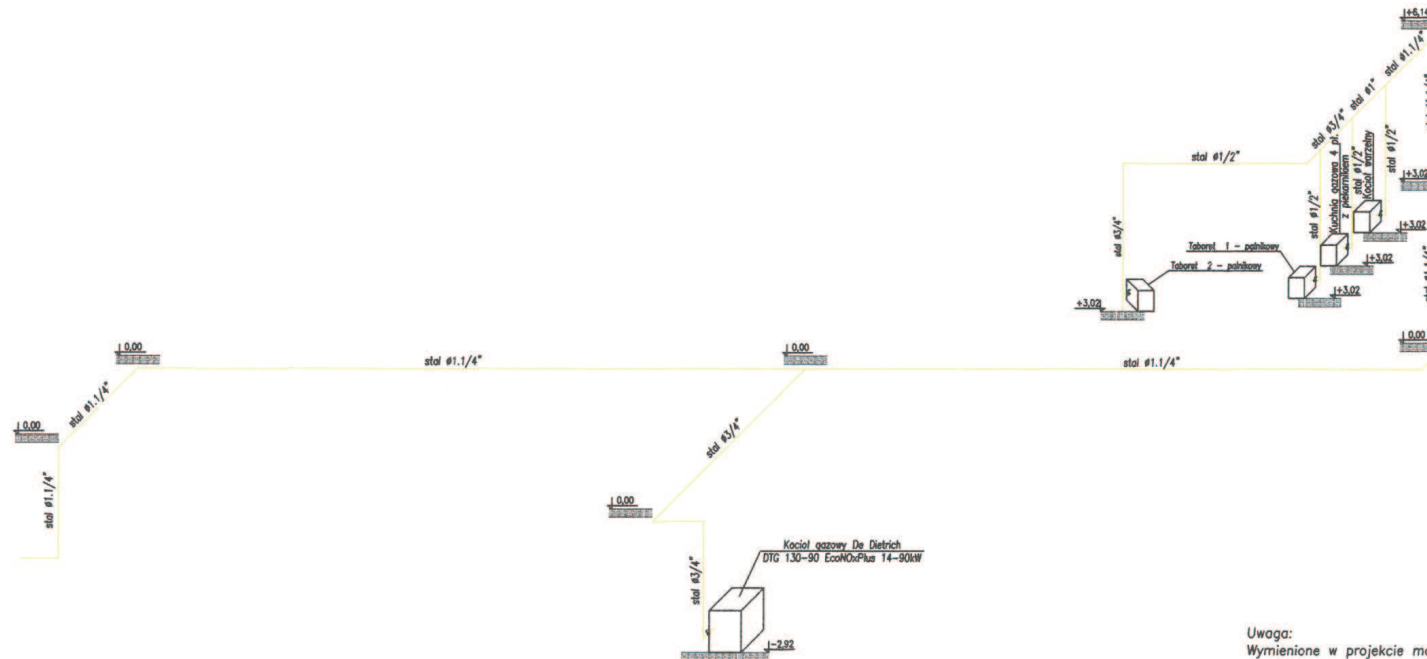 +6,14
stal ø1.1/4"
stal ø1"
stal ø3/4"
stal ø1/2"
stal ø1/2"
stal ø1/2"
stal ø1/2"
Kuchnia gazowa 4 pl.
z piekarnikiem
Kocioł warzelny
+3,02
+3,02
+3,02
stal ø3/4"
Taboret 1 - palnikowy
Taboret 2 - palnikowy
+3,02
+3,02
0,00
0,00
0,00
stal ø1.1/4"
stal ø1.1/4"
stal ø1.1/4"
0,00
stal ø1.1/4"
stal ø3/4"
0,00
Kocioł gazowy De Dietrich
DTG 130-90 EcoNOxPlus 14-90kW
stal ø3/4"
-2,92
Uwaga:
Wymienione w projekcie